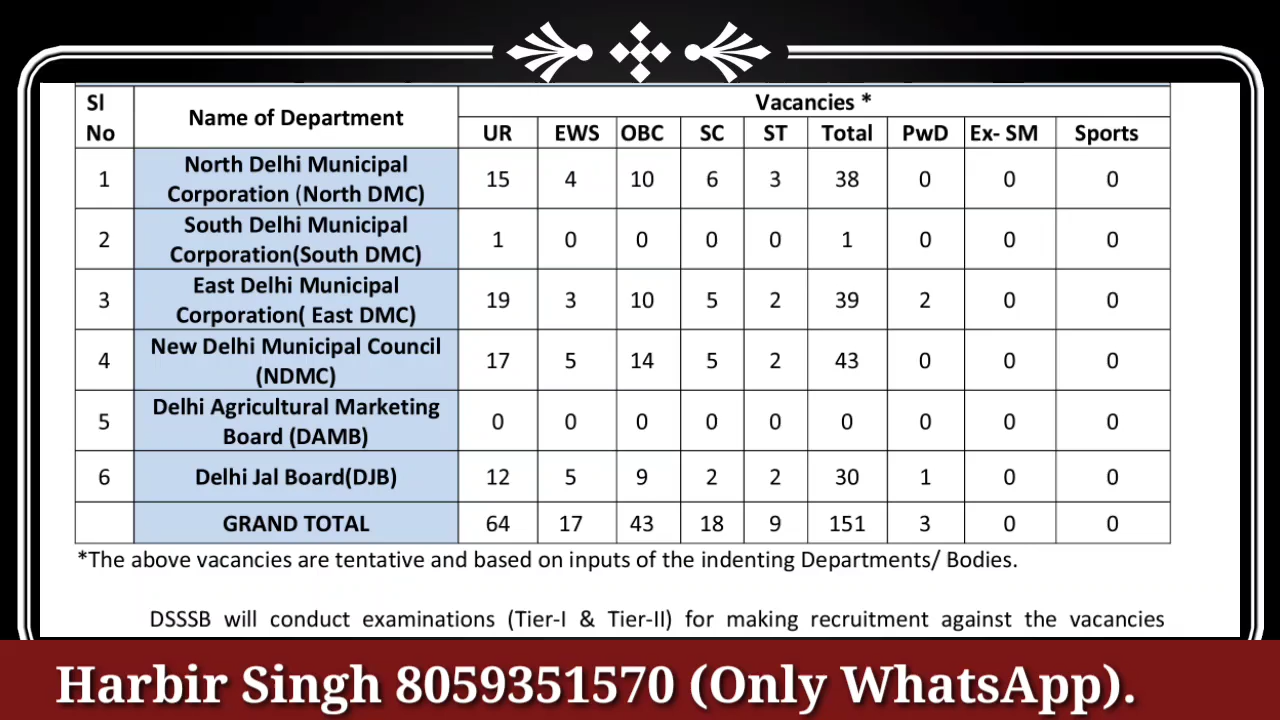 Sl No Name of Department Vacancies *
UR EWS OBC SC ST Total PwD Ex- SM Sports
1 North Delhi Municipal Corporation (North DMC) 15 4 10 6 3 38 0 0 0
2 South Delhi Municipal Corporation(South DMC) 1 0 0 0 0 1 0 0 0
3 East Delhi Municipal Corporation( East DMC) 19 3 10 5 2 39 2 0 0
4 New Delhi Municipal Council (NDMC) 17 5 14 5 2 43 0 0 0
5 Delhi Agricultural Marketing Board (DAMB) 0 0 0 0 0 0 0 0 0
6 Delhi Jal Board(DJB) 12 5 9 2 2 30 1 0 0
GRAND TOTAL 64 17 43 18 9 151 3 0 0
*The above vacancies are tentative and based on inputs of the indenting Departments/ Bodies.
DSSSB will conduct examinations (Tier-I & Tier-II) for making recruitment against the vacancies
Harbir Singh 8059351570 (Only WhatsApp).